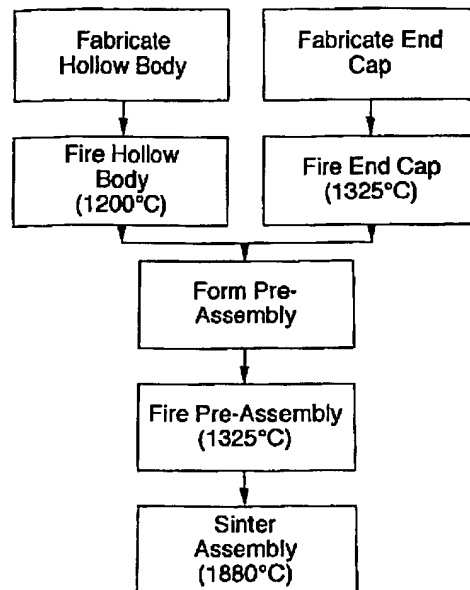 Fabricate
Hollow Body
Fabricate End
Cap
Fire Hollow
Body
(1200°C)
Fire End Cap
(1325°C)
Form Pre-
Assembly
Fire Pre-Assembly
(1325°C)
Sinter
Assembly
(1880°C)